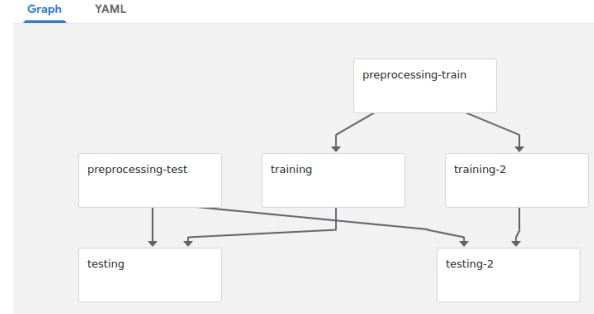 Graph YAML
preprocessing-train
preprocessing-test
training
training-2
testing
testing-2